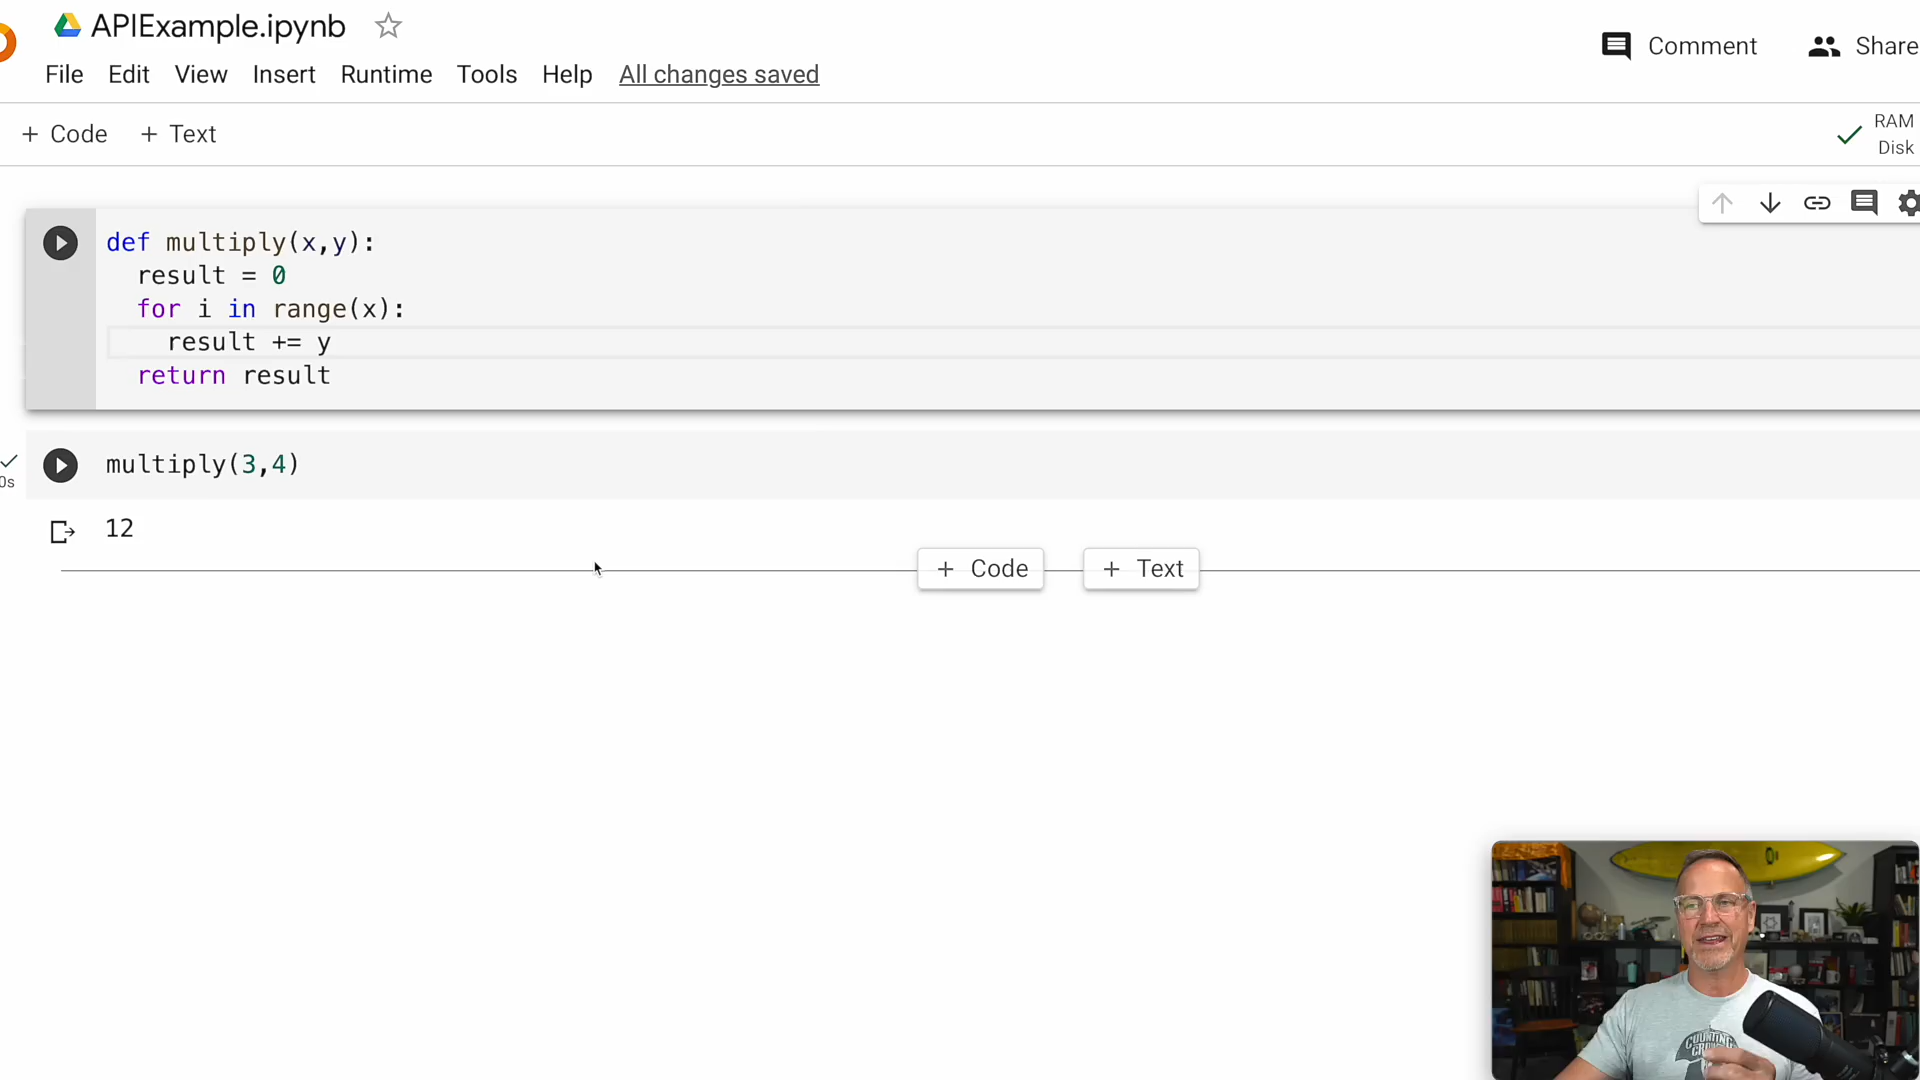 APIExample.ipynb
Comment
Share
File Edit View Insert Runtime Tools Help All changes saved
+ Code + Text
RAM
Disk
def multiply(x,y):
result = 0
for i in range(x):
result += y
return result
multiply(3,4)
0s
12
+ Code + Text
COUNTING